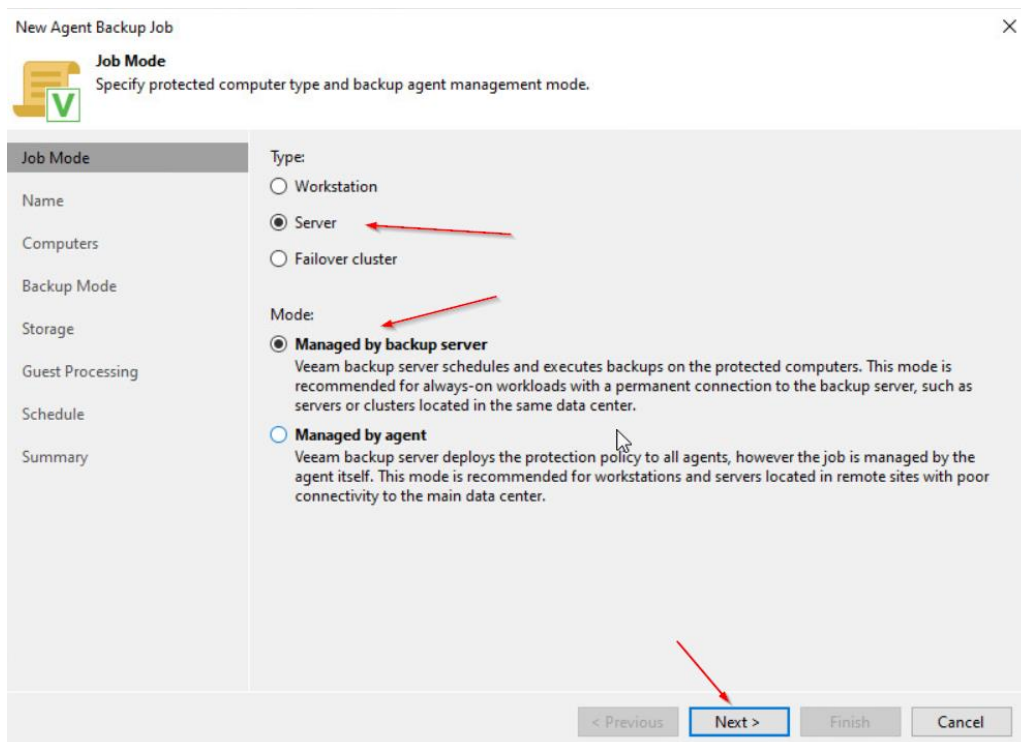 New Agent Backup Job
Job Mode
Specify protected computer type and backup agent management mode.
V
Job Mode
Name
Computers
Backup Mode
Storage
Guest Processing
Schedule
Summary
Type:
Workstation
Server
Failover cluster
Mode:
Managed by backup server
Veeam backup server schedules and executes backups on the protected computers. This mode is
recommended for always-on workloads with a permanent connection to the backup server, such as
servers or clusters located in the same data center.
Managed by agent
Veeam backup server deploys the protection policy to all agents, however the job is managed by the
agent itself. This mode is recommended for workstations and servers located in remote sites with poor
connectivity to the main data center.
< Previous
Next >
Finish
Cancel